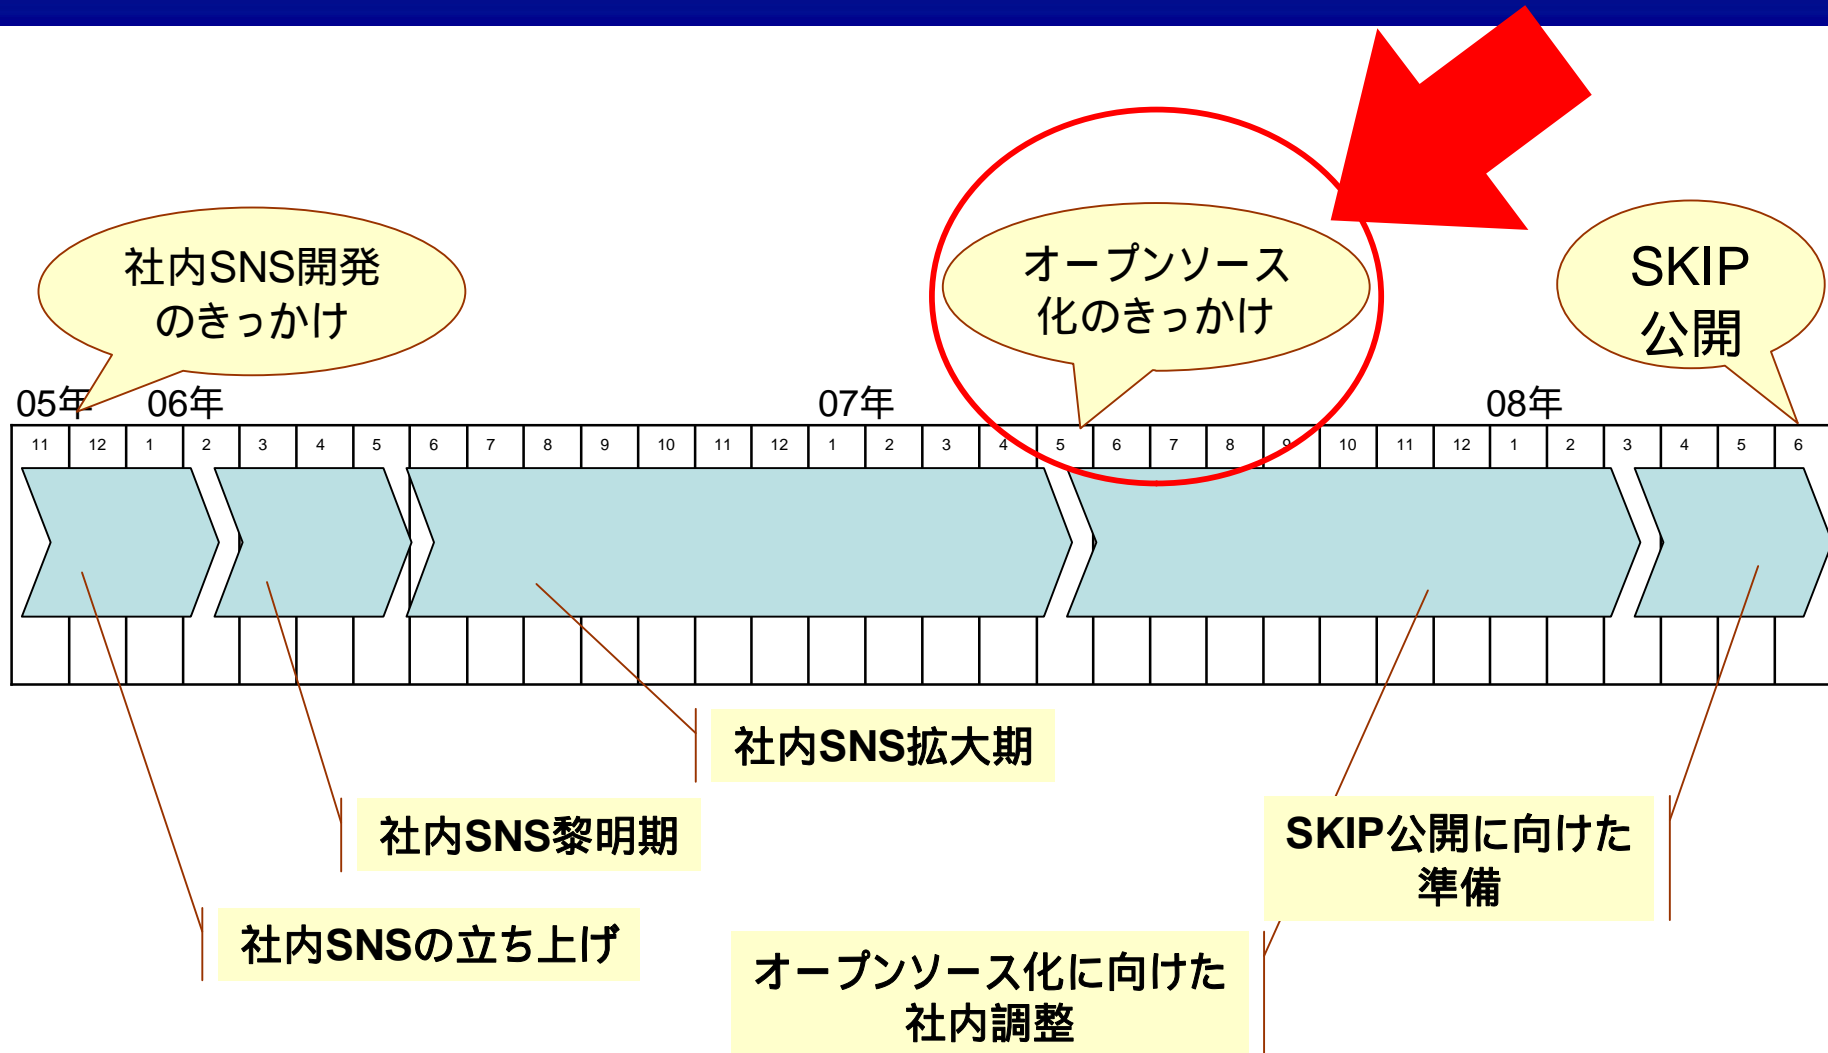 社内SNS開発
のきっかけ
オープンソース
化のきっかけ
SKIP
公開
05年 06年 07年 08年
11 12 1 2 3 4 5 6 7 8 9 10 11 12 1 2 3 4 5 6 7 8 9 10 11 12 1 2 3 4 5 6
社内SNS拡大期
社内SNS黎明期
SKIP公開に向けた
準備
社内SNSの立ち上げ
オープンソース化に向けた
社内調整